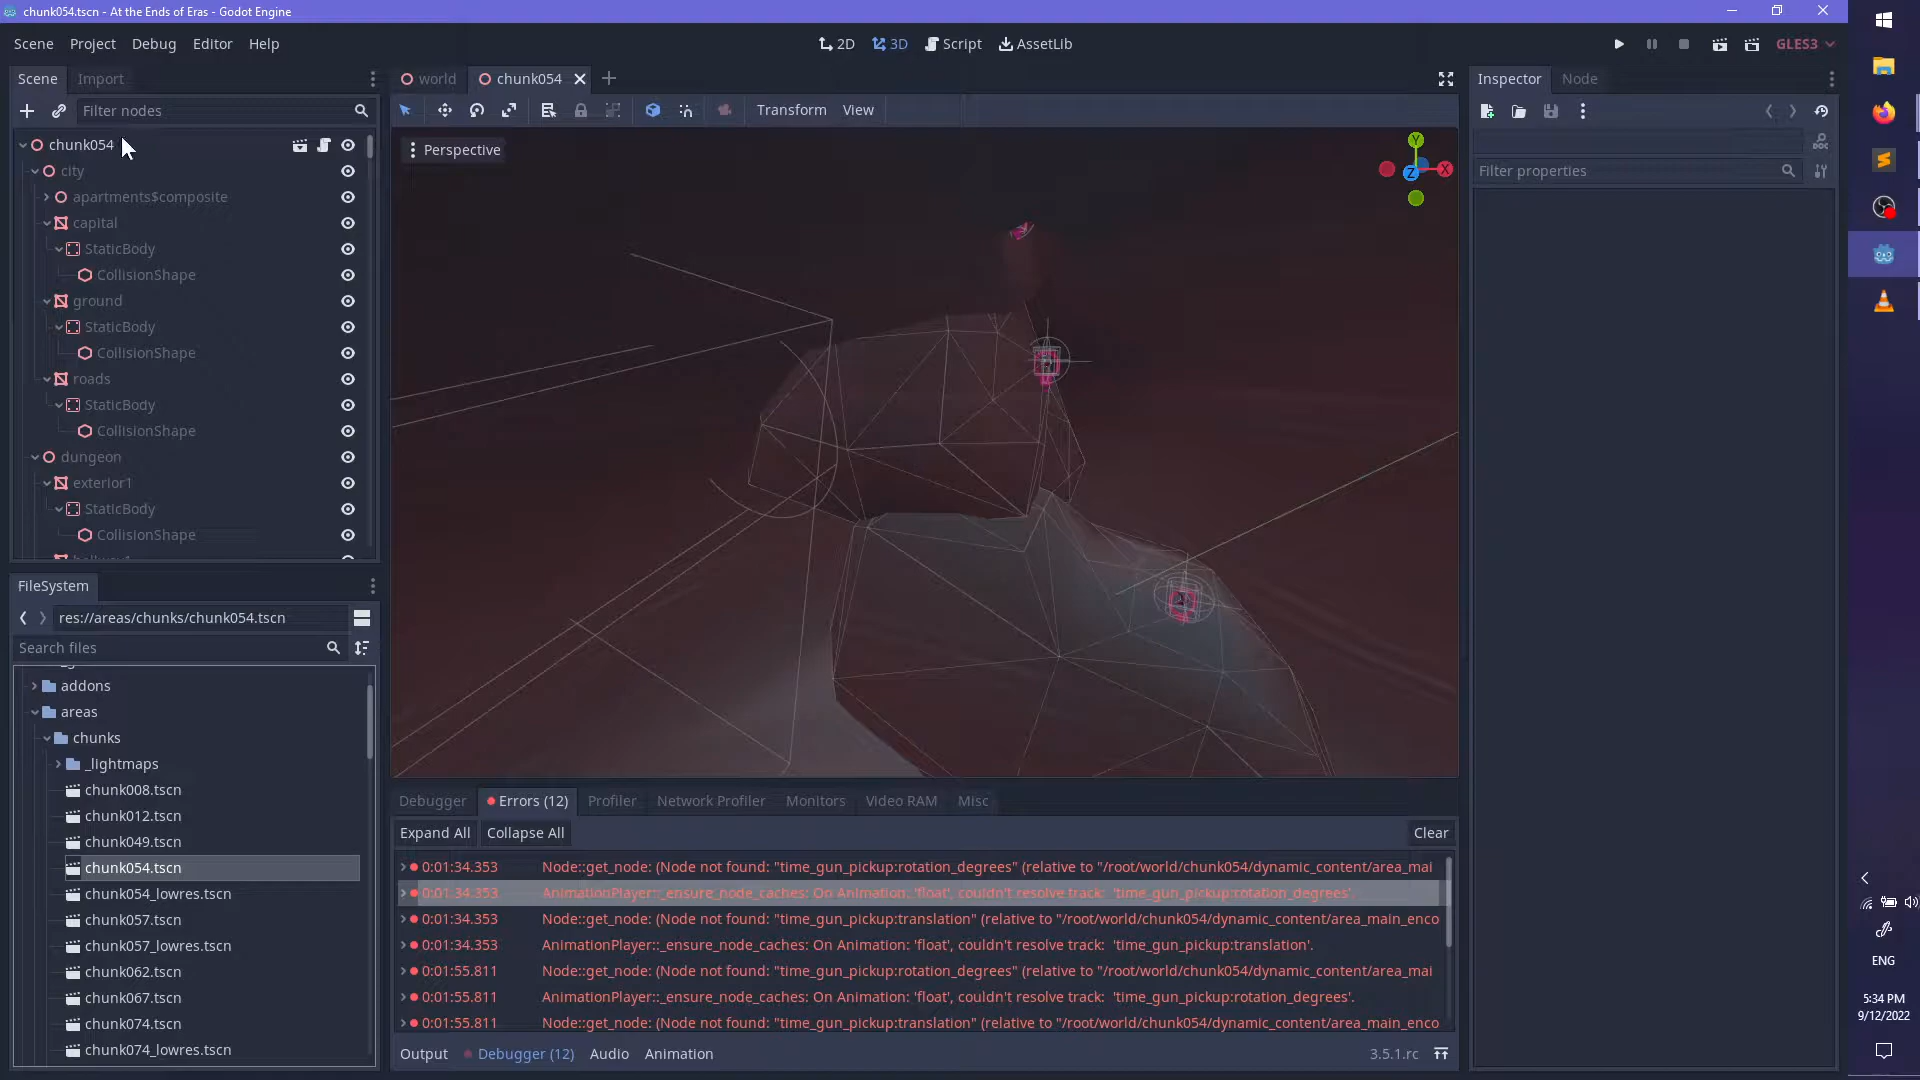 chunk054.tscn - At the Ends of Eras - Godot Engine
Scene Project Debug Editor Help
2D 3D Script AssetLib
GLES3
Scene Import
world chunk054
Inspector Node
Filter nodes
Transform View
Perspective
Y
X
Z
Filter properties
chunk054
city
apartments$composite
capital
StaticBody
CollisionShape
ground
StaticBody
CollisionShape
roads
StaticBody
CollisionShape
dungeon
exterior1
StaticBody
CollisionShape
FileSystem
res://areas/chunks/chunk054.tscn
Search files
addons
areas
chunks
_lightmaps
chunk008.tscn
chunk012.tscn
chunk049.tscn
chunk054.tscn
chunk054_lowres.tscn
chunk057.tscn
chunk057_lowres.tscn
chunk062.tscn
chunk067.tscn
chunk074.tscn
chunk074_lowres.tscn
Debugger Errors (12) Profiler Network Profiler Monitors Video RAM Misc
Expand All Collapse All Clear
0:01:34.353 Node::get_node: (Node not found: "time_gun_pickup:rotation_degrees" (relative to "/root/world/chunk054/dynamic_content/area_mai
0:01:34.353 AnimationPlayer::_ensure_node_caches: On Animation: 'float', couldn't resolve track: 'time_gun_pickup:rotation_degrees'.
0:01:34.353 Node::get_node: (Node not found: "time_gun_pickup:translation" (relative to "/root/world/chunk054/dynamic_content/area_main_enco
0:01:34.353 AnimationPlayer::_ensure_node_caches: On Animation: 'float', couldn't resolve track: 'time_gun_pickup:translation'.
0:01:55.811 Node::get_node: (Node not found: "time_gun_pickup:rotation_degrees" (relative to "/root/world/chunk054/dynamic_content/area_mai
0:01:55.811 AnimationPlayer::_ensure_node_caches: On Animation: 'float', couldn't resolve track: 'time_gun_pickup:rotation_degrees'.
0:01:55.811 Node::get_node: (Node not found: "time_gun_pickup:translation" (relative to "/root/world/chunk054/dynamic_content/area_main_enco
Output Debugger (12) Audio Animation 3.5.1.rc
ENG
5:34 PM
9/12/2022